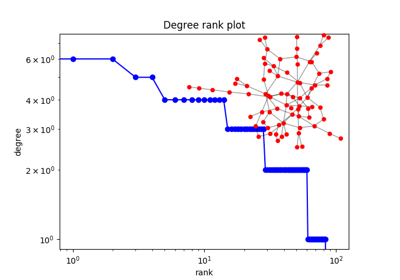 Degree rank plot
6 × 10⁰
4 × 10⁰
3 × 10⁰
2 × 10⁰
10⁰
degree
10⁰ 10¹ 10²
rank